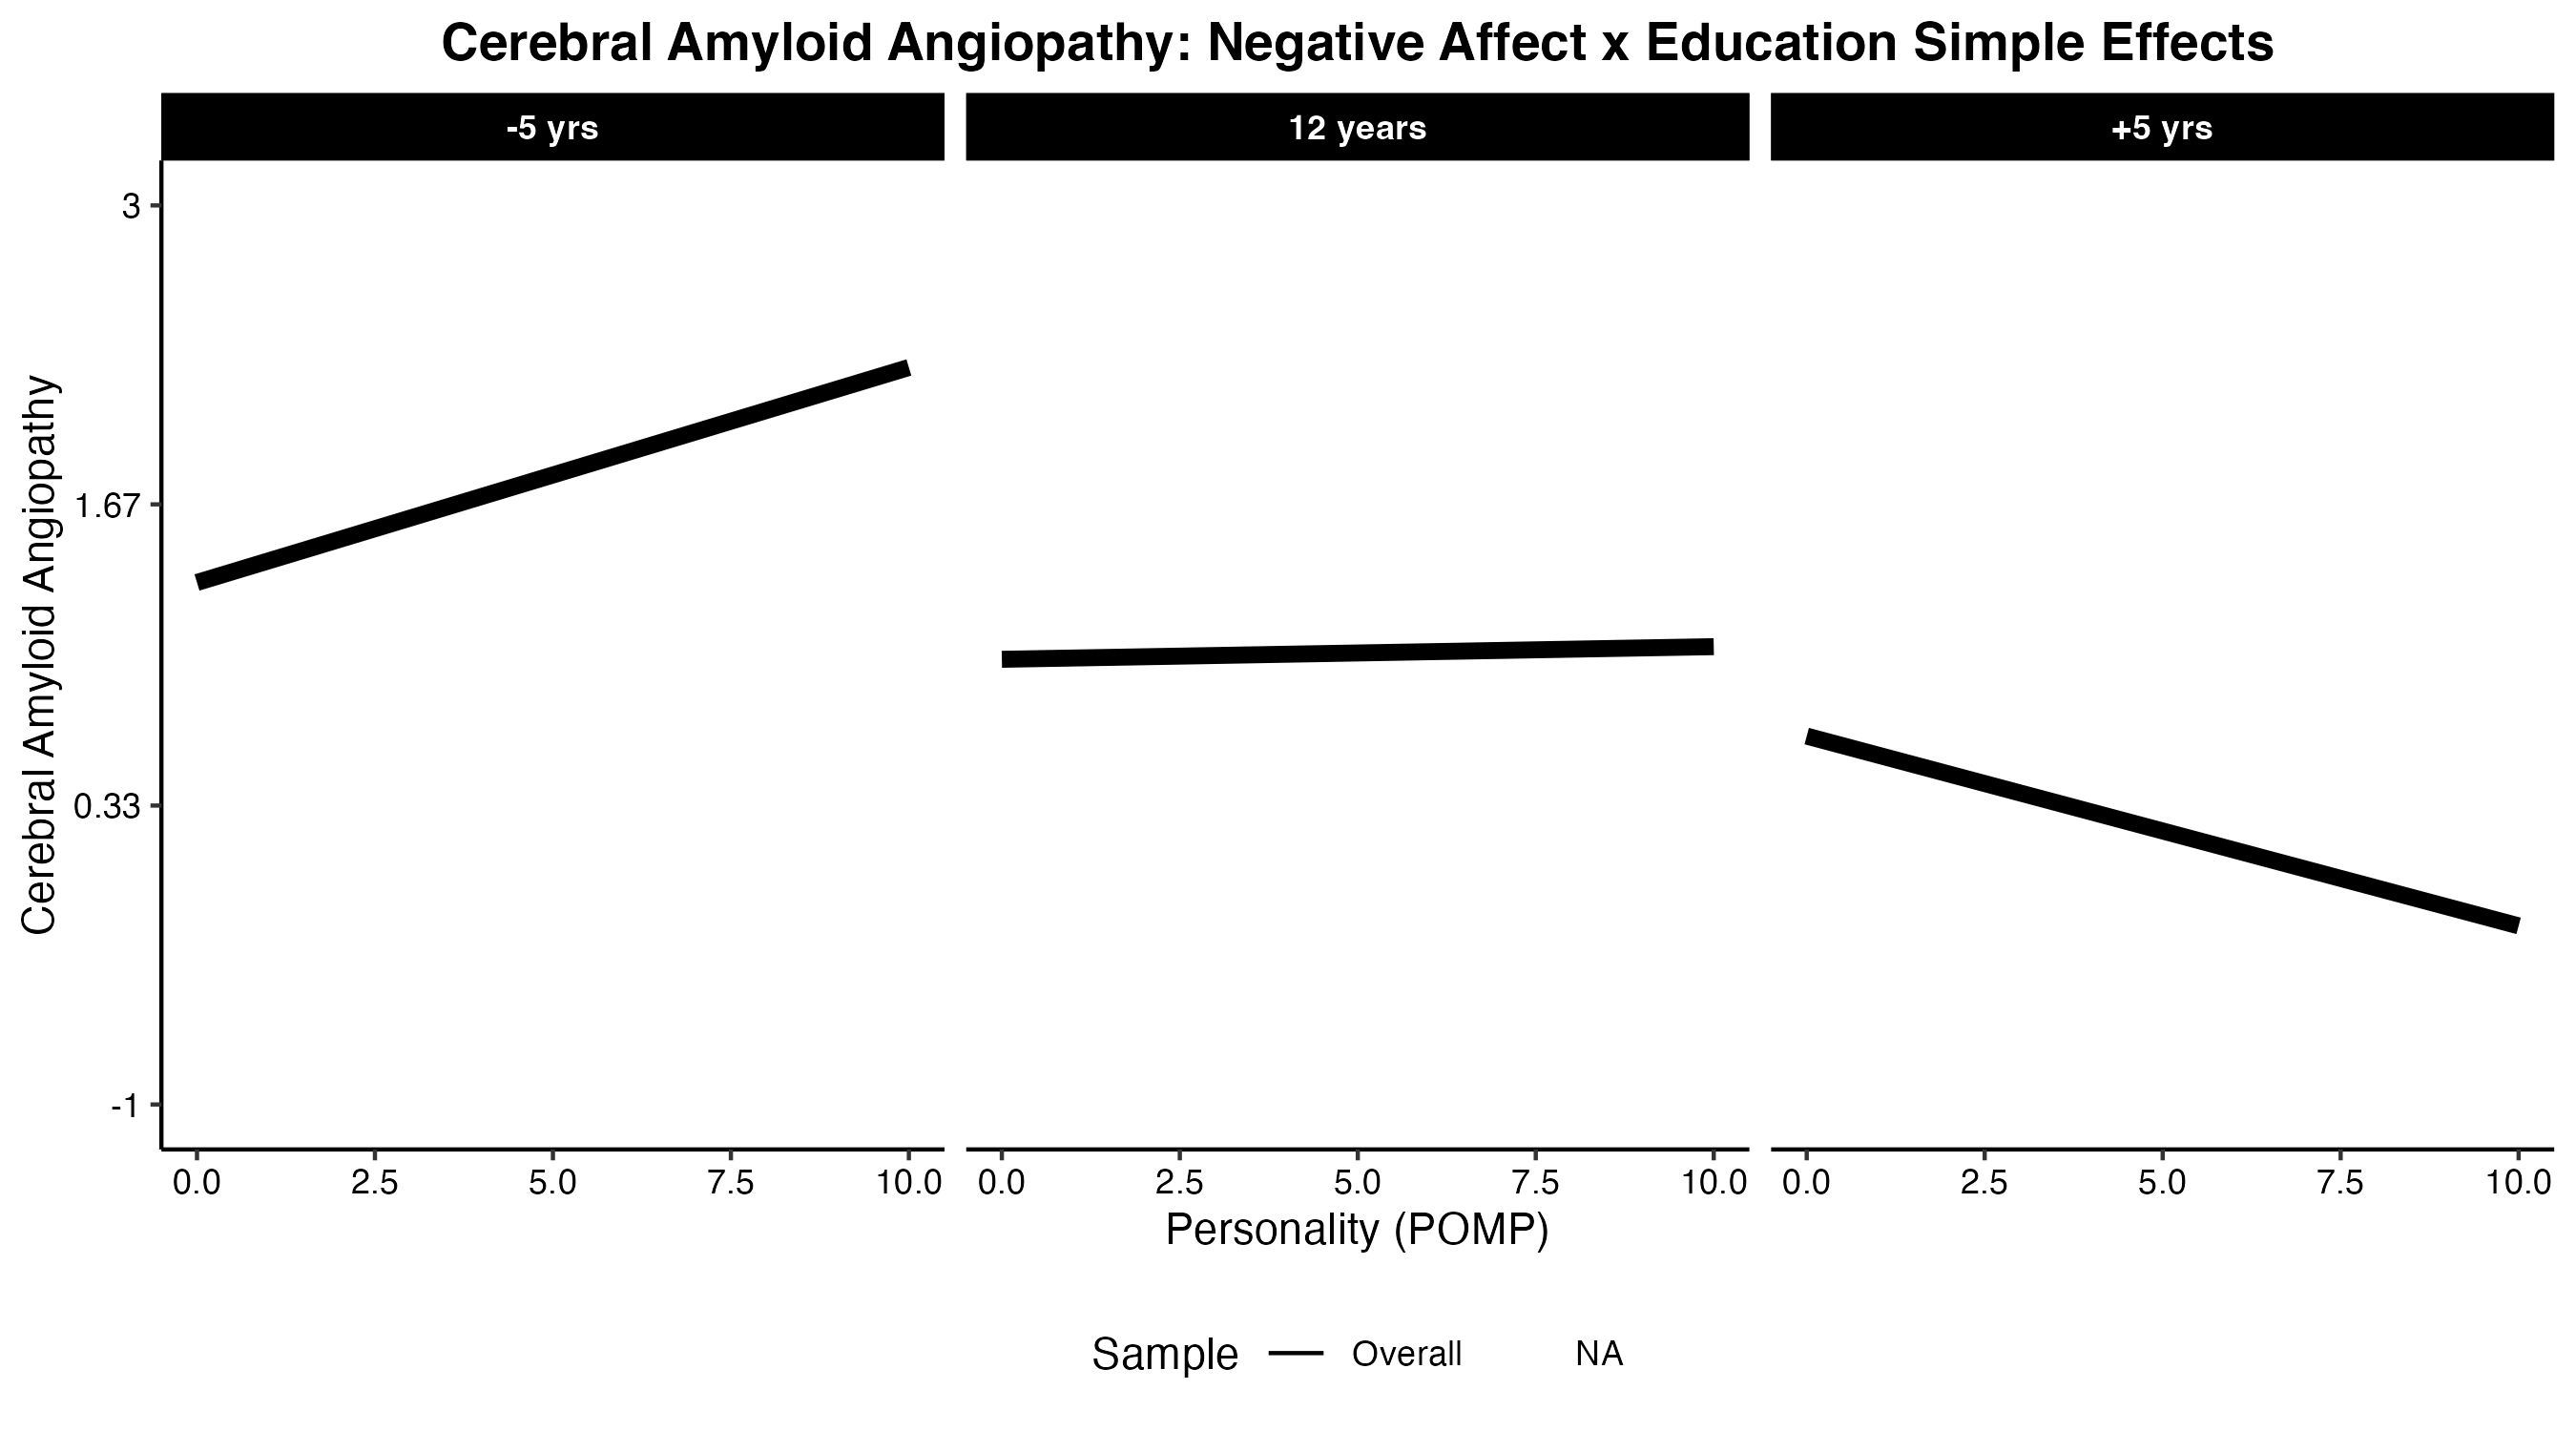 Cerebral Amyloid Angiopathy: Negative Affect x Education Simple Effects
-5 yrs
12 years
+5 yrs
Cerebral Amyloid Angiopathy
3
1.67
0.33
-1
0.0 2.5 5.0 7.5 10.0
0.0 2.5 5.0 7.5 10.0
0.0 2.5 5.0 7.5 10.0
Personality (POMP)
Sample Overall NA